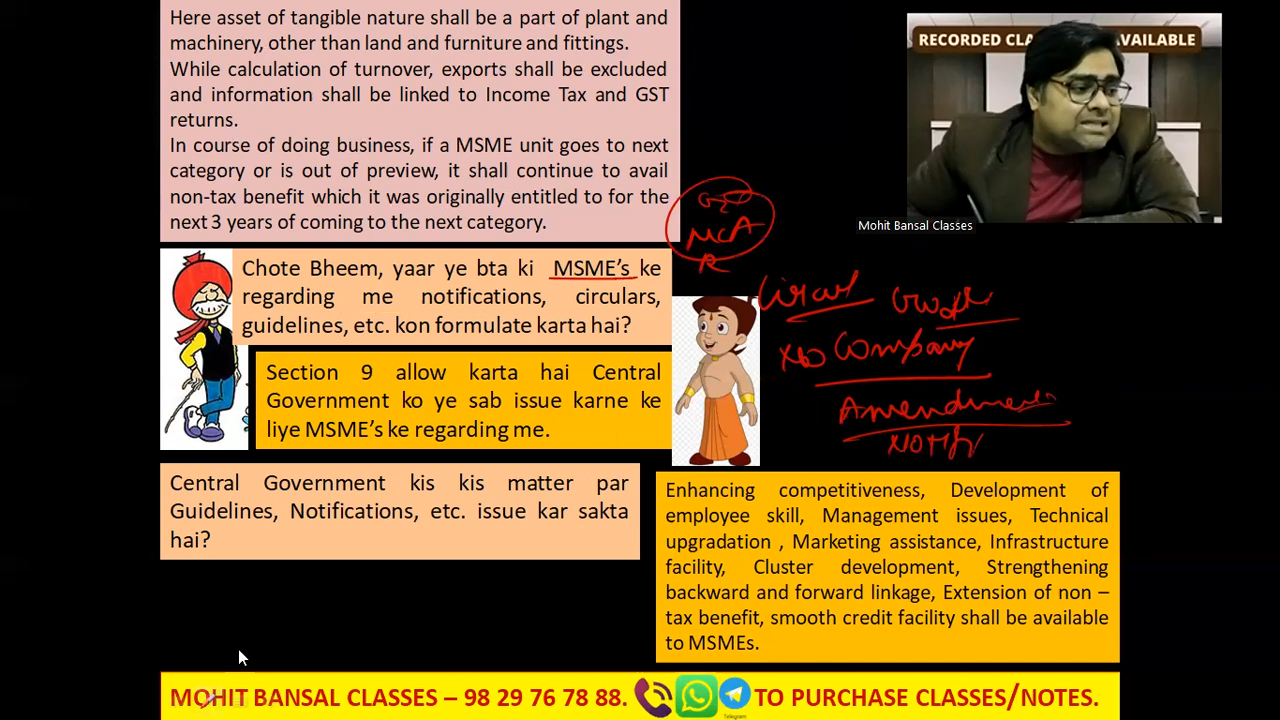 Here asset of tangible nature shall be a part of plant and
machinery, other than land and furniture and fittings.
While calculation of turnover, exports shall be excluded
and information shall be linked to Income Tax and GST
returns.
In course of doing business, if a MSME unit goes to next
category or is out of preview, it shall continue to avail
non-tax benefit which it was originally entitled to for the
next 3 years of coming to the next category.
RECORDED CLA AVAILABLE
Mohit Bansal Classes
Chote Bheem, yaar ye bta ki MSME's ke
regarding me notifications, circulars,
guidelines, etc. kon formulate karta hai?
MCA
Company
Amendments
Section 9 allow karta hai Central
Government ko ye sab issue karne ke
liye MSME's ke regarding me.
Central Government kis kis matter par
Guidelines, Notifications, etc. issue kar sakta
hai?
Enhancing competitiveness, Development of
employee skill, Management issues, Technical
upgradation , Marketing assistance, Infrastructure
facility, Cluster development, Strengthening
backward and forward linkage, Extension of non –
tax benefit, smooth credit facility shall be available
to MSMEs.
MOHIT BANSAL CLASSES – 98 29 76 78 88. TO PURCHASE CLASSES/NOTES.